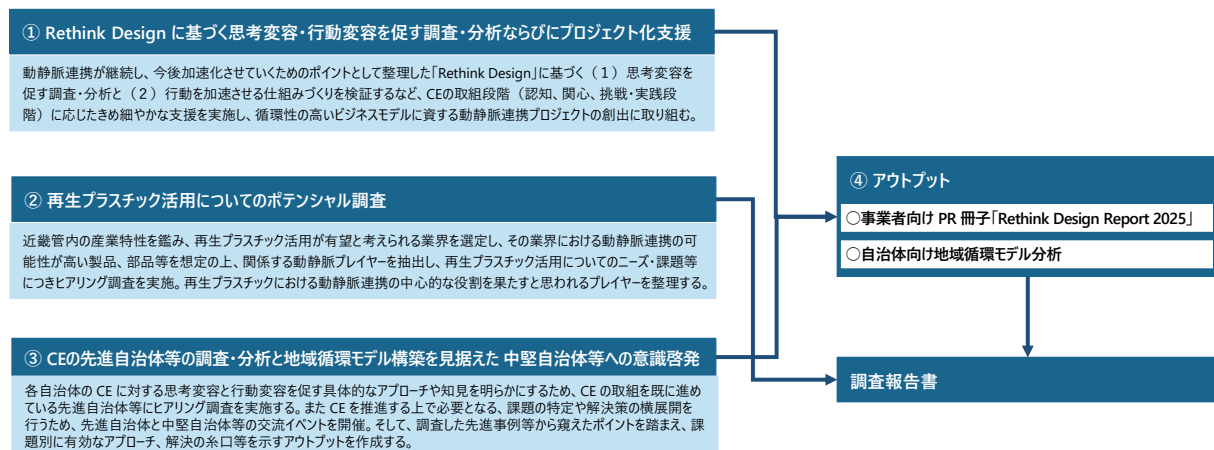 ① Rethink Design に基づく思考変容・行動変容を促す調査・分析ならびにプロジェクト化支援
動静脈連携が継続し、今後加速化させていくためのポイントとして整理した「Rethink Design」に基づく（１）思考変容を
促す調査・分析と（２）行動を加速させる仕組みづくりを検証するなど、CEの取組段階（認知、関心、挑戦・実践段
階）に応じたきめ細やかな支援を実施し、循環性の高いビジネスモデルに資する動静脈連携プロジェクトの創出に取り組む。
② 再生プラスチック活用についてのポテンシャル調査
近畿管内の産業特性を鑑み、再生プラスチック活用が有望と考えられる業界を選定し、その業界における動静脈連携の可
能性が高い製品、部品等を想定の上、関係する動静脈プレイヤーを抽出し、再生プラスチック活用についてのニーズ・課題等
につきヒアリング調査を実施。再生プラスチックにおける動静脈連携の中心的な役割を果たすと思われるプレイヤーを整理する。
③ CEの先進自治体等の調査・分析と地域循環モデル構築を見据えた 中堅自治体等への意識啓発
各自治体の CE に対する思考変容と行動変容を促す具体的なアプローチや知見を明らかにするため、CE の取組を既に進め
ている先進自治体等にヒアリング調査を実施する。また CE を推進する上で必要となる、課題の特定や解決策の横展開を
行うため、先進自治体と中堅自治体等の交流イベントを開催。そして、調査した先進事例等から窺えたポイントを踏まえ、課
題別に有効なアプローチ、解決の糸口等を示すアウトプットを作成する。
④ アウトプット
○事業者向け PR 冊子「Rethink Design Report 2025」
○自治体向け地域循環モデル分析
調査報告書